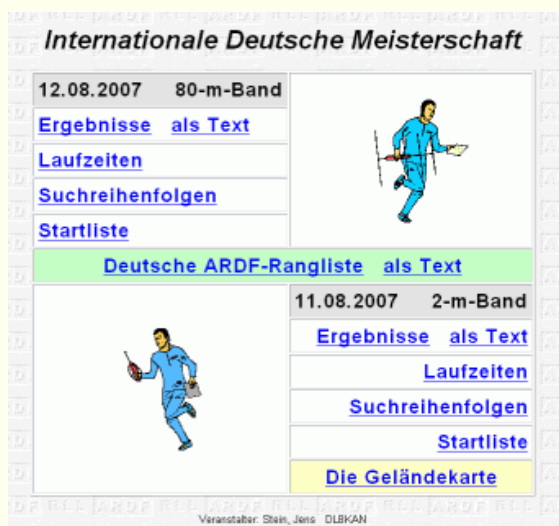 Internationale Deutsche Meisterschaft
12.08.2007 80-m-Band
Ergebnisse als Text
Laufzeiten
Suchreihenfolgen
Startliste
Deutsche ARDF-Rangliste als Text
11.08.2007 2-m-Band
Ergebnisse als Text
Laufzeiten
Suchreihenfolgen
Startliste
Die Geländekarte
Veranstalter: Stein, Jens DL8KAN